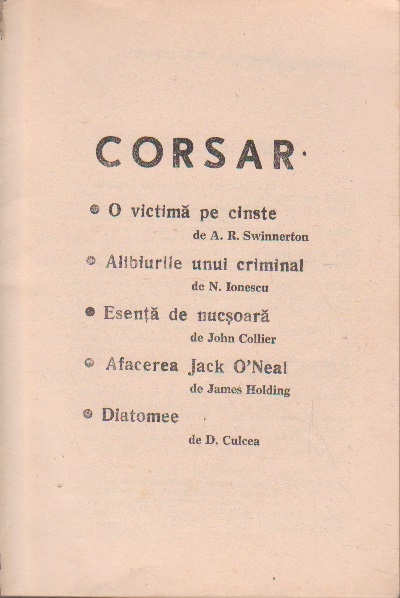 CORSAR
• O victimă pe cinste
de A. R. Swinnerton
• Alibiurile unui criminal
de N. Ionescu
• Esență de nucșoară
de John Collier
• Afacerea Jack O'Neal
de James Holding
• Diatomee
de D. Culcea